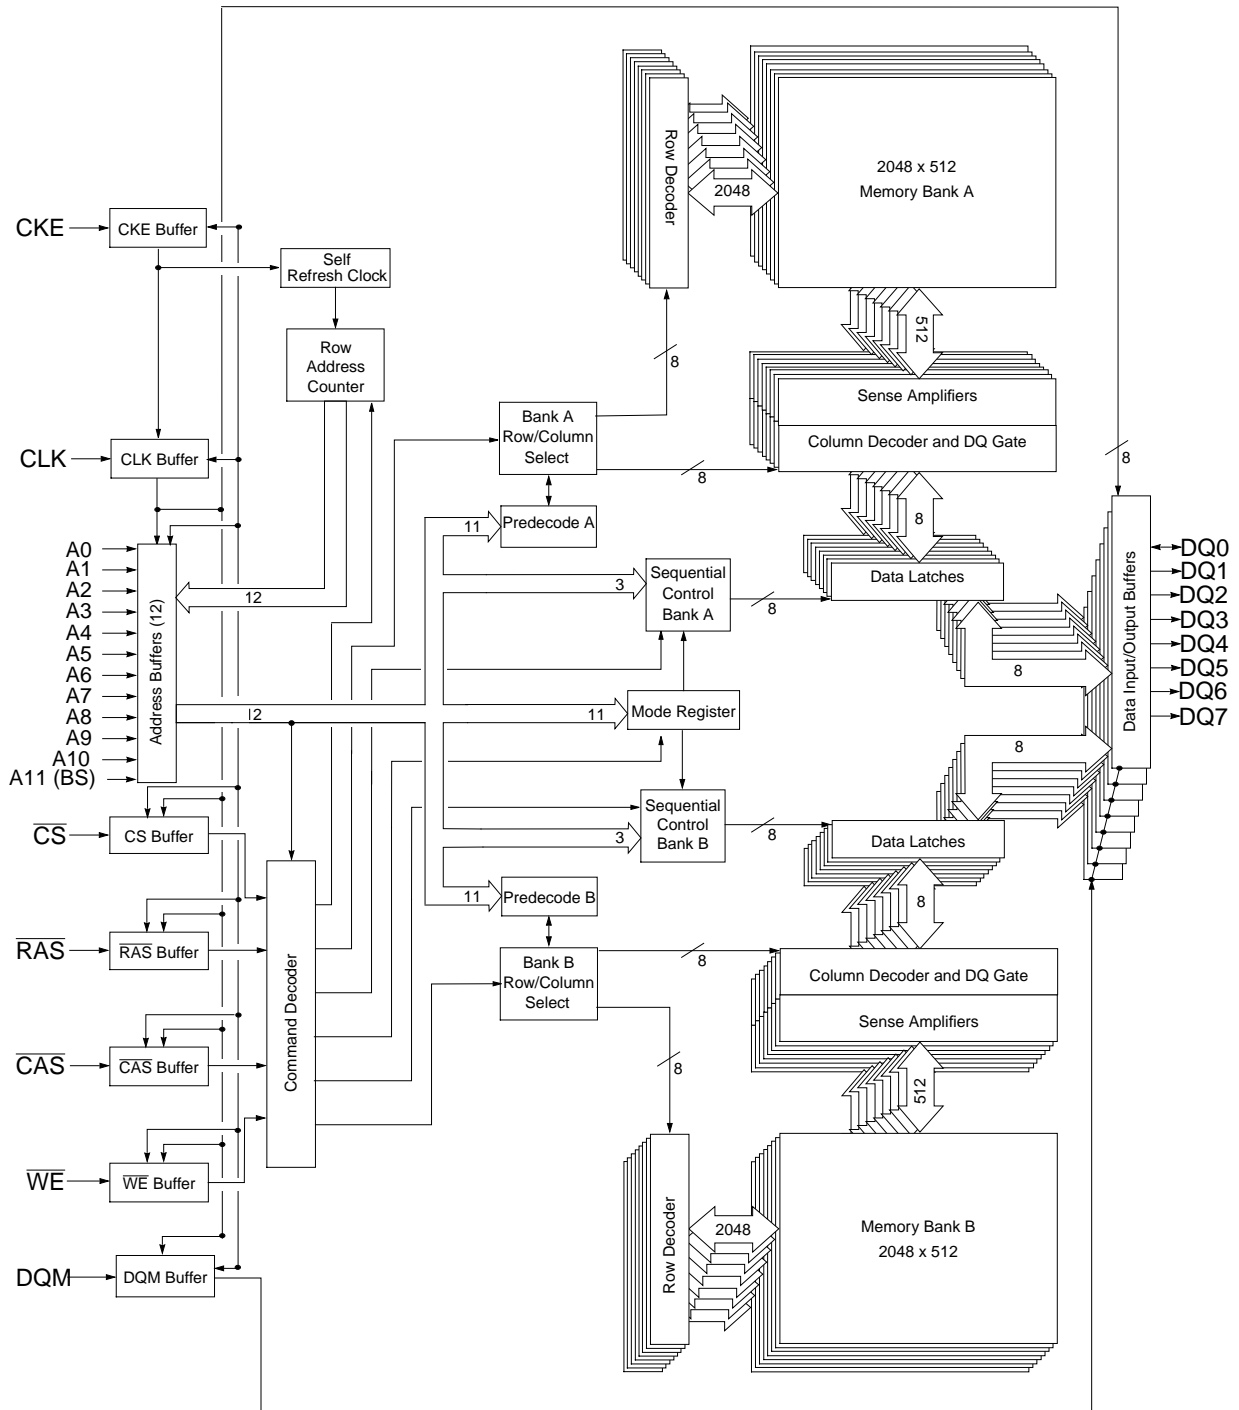 2048 x 512
Memory Bank A
Row Decoder
2048
CKE
CKE Buffer
Self
Refresh Clock
512
8
Row
Address
Counter
Sense Amplifiers
Bank A
Row/Column
Select
Column Decoder and DQ Gate
8
8
CLK
CLK Buffer
11
Predecode A
8
A0
A1
A2
A3
A4
A5
A6
A7
A8
A9
A10
A11 (BS)
Address Buffers (12)
12
3
Sequential
Control
Bank A
8
Data Latches
Data Input/Output Buffers
DQ0
DQ1
DQ2
DQ3
DQ4
DQ5
DQ6
DQ7
8
12
11
Mode Register
8
CS
CS Buffer
Sequential
Control
Bank B
3
8
Data Latches
11
Predecode B
8
RAS
RAS Buffer
Command Decoder
Bank B
Row/Column
Select
8
Column Decoder and DQ Gate
Sense Amplifiers
CAS
CAS Buffer
8
512
WE
WE Buffer
Row Decoder
2048
Memory Bank B
2048 x 512
DQM
DQM Buffer